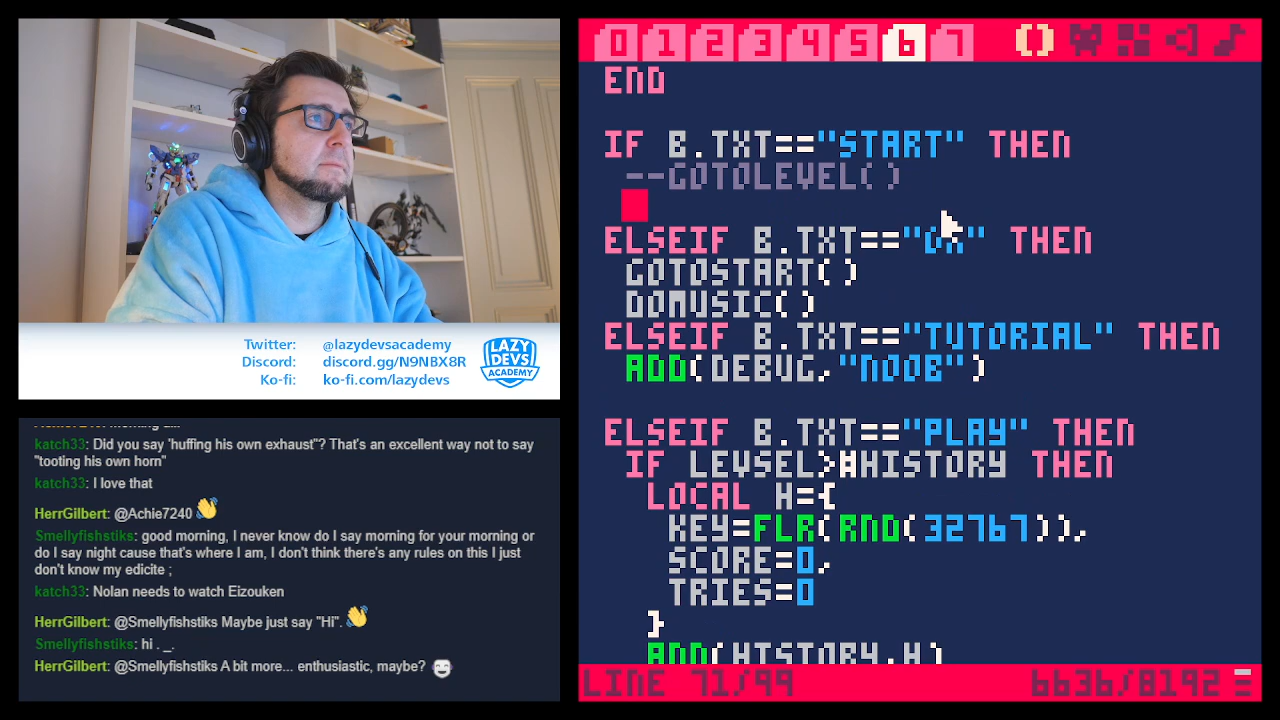 Twitter: @lazydevsacademy
Discord: discord.gg/N9NBX8R
Ko-fi: ko-fi.com/lazydevs
LAZY
DEVS
ACADEMY
katch33: Did you say 'huffing his own exhaust"? That's an excellent way not to say
"tooting his own horn"
katch33: I love that
HerrGilbert: @Achie7240 👋
Smellyfishstiks: good morning, I never know do I say morning for your morning or
do I say night cause that's where I am, I don't think there's any rules on this I just
don't know my edicite ;
katch33: Nolan needs to watch Eizouken
HerrGilbert: @Smellyfishstiks Maybe just say "Hi". 👋
Smellyfishstiks: hi . _.
HerrGilbert: @Smellyfishstiks A bit more... enthusiastic, maybe?
0 1 2 3 4 5 6 7 ()
END
IF B.TXT=="START" THEN
--GOTOLEVEL()
ELSEIF B.TXT=="OK" THEN
GOTOSTART()
DOMUSIC()
ELSEIF B.TXT=="TUTORIAL" THEN
ADD(DEBUG,"NOOB")
ELSEIF B.TXT=="PLAY" THEN
IF LEVSEL>#HISTORY THEN
LOCAL H={
KEY=FLR(RND(32767)),
SCORE=0,
TRIES=0
}
ADD(HISTORY,H)
LINE 71/99
6636/8192